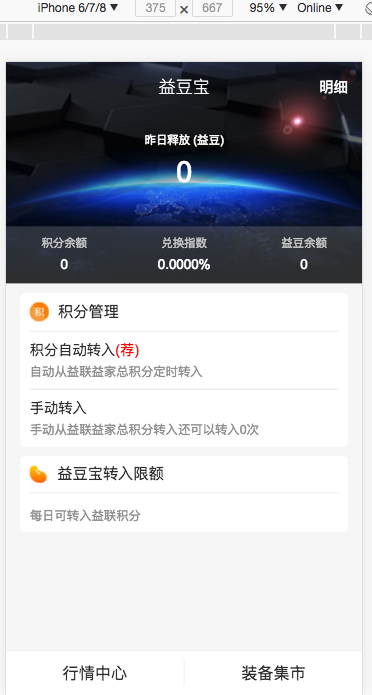 iPhone 6/7/8 ▼ 375 × 667 95% ▼ Online ▼
益豆宝 明细
昨日释放 (益豆)
0
积分余额 兑换指数 益豆余额
0 0.0000% 0
积 积分管理
积分自动转入(荐)
自动从益联益家总积分定时转入
手动转入
手动从益联益家总积分转入还可以转入0次
益豆宝转入限额
每日可转入益联积分
行情中心 装备集市